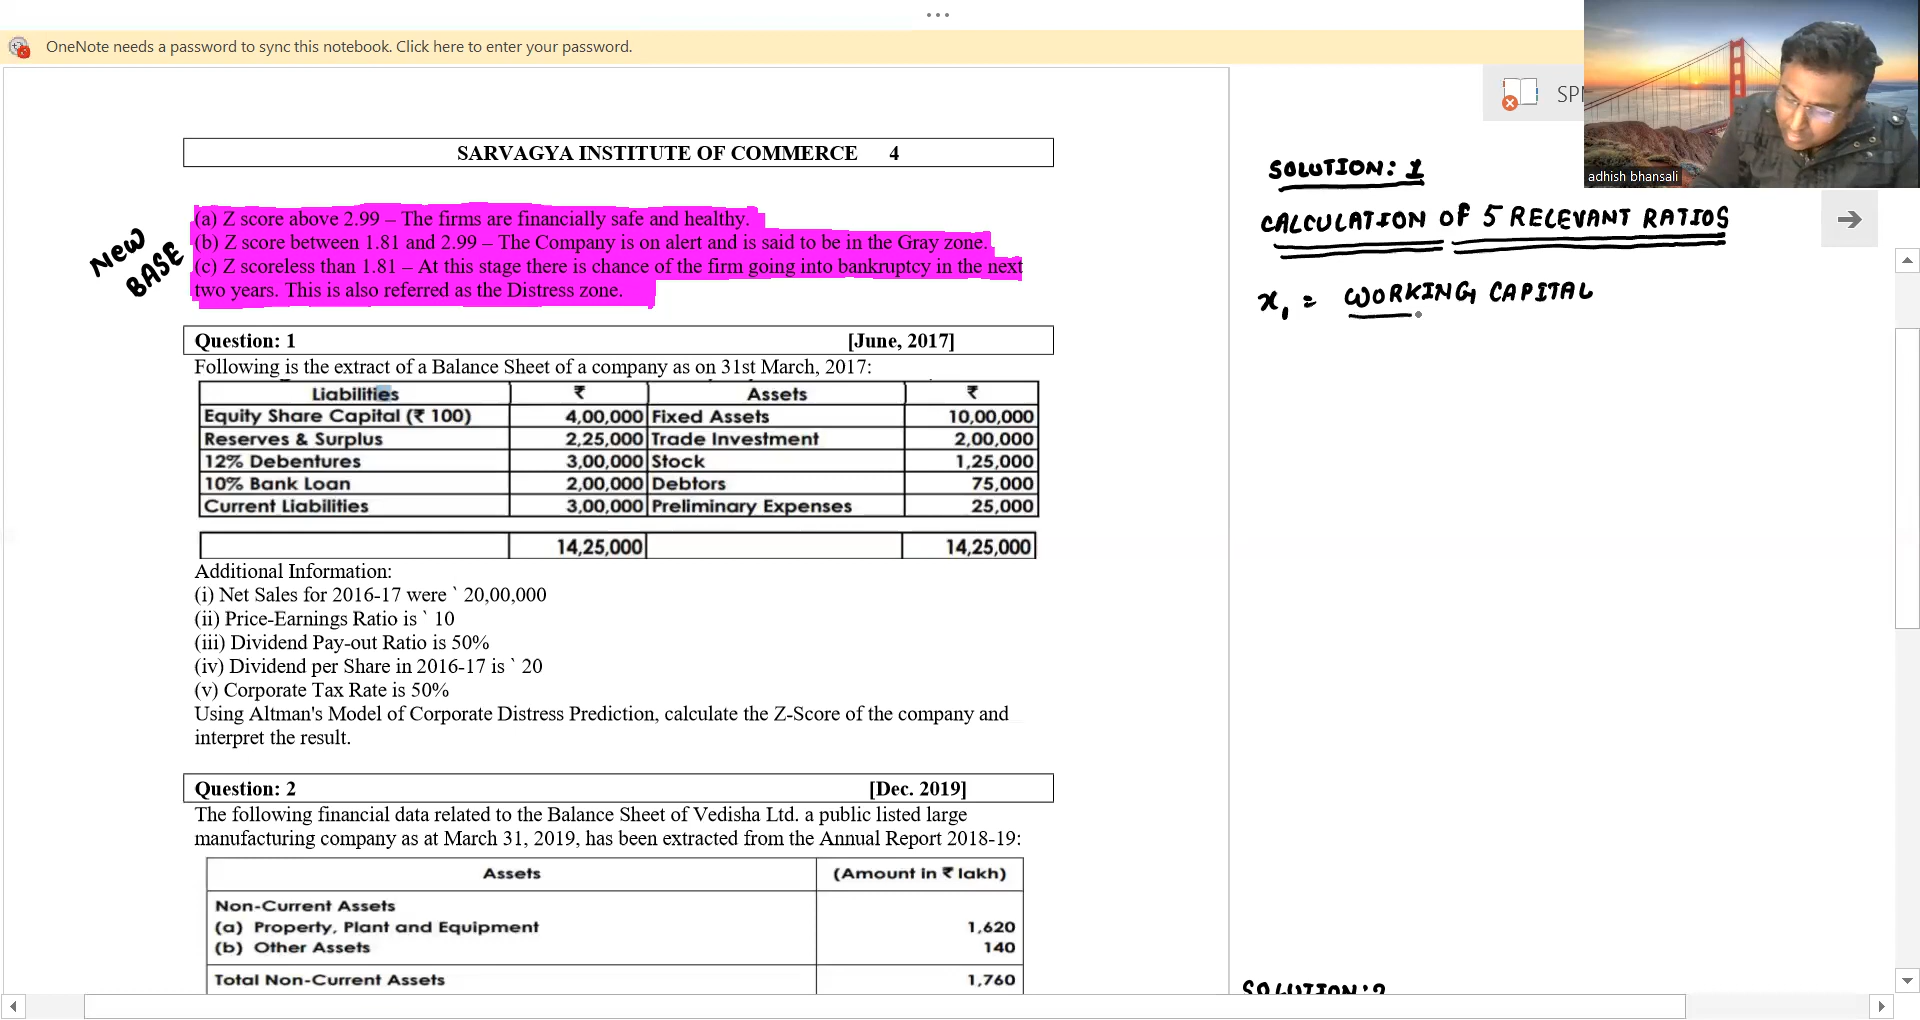 OneNote needs a password to sync this notebook. Click here to enter your password.
adhish bhansali
SARVAGYA INSTITUTE OF COMMERCE 4
NEW BASE
(a) Z score above 2.99 – The firms are financially safe and healthy.
(b) Z score between 1.81 and 2.99 – The Company is on alert and is said to be in the Gray zone.
(c) Z scoreless than 1.81 – At this stage there is chance of the firm going into bankruptcy in the next
two years. This is also referred as the Distress zone.
Question: 1 [June, 2017]
Following is the extract of a Balance Sheet of a company as on 31st March, 2017:
Liabilities ₹ Assets ₹
Equity Share Capital (₹ 100) 4,00,000 Fixed Assets 10,00,000
Reserves & Surplus 2,25,000 Trade Investment 2,00,000
12% Debentures 3,00,000 Stock 1,25,000
10% Bank Loan 2,00,000 Debtors 75,000
Current Liabilities 3,00,000 Preliminary Expenses 25,000
14,25,000 14,25,000
Additional Information:
(i) Net Sales for 2016-17 were ` 20,00,000
(ii) Price-Earnings Ratio is ` 10
(iii) Dividend Pay-out Ratio is 50%
(iv) Dividend per Share in 2016-17 is ` 20
(v) Corporate Tax Rate is 50%
Using Altman's Model of Corporate Distress Prediction, calculate the Z-Score of the company and
interpret the result.
Question: 2 [Dec. 2019]
The following financial data related to the Balance Sheet of Vedisha Ltd. a public listed large
manufacturing company as at March 31, 2019, has been extracted from the Annual Report 2018-19:
Assets (Amount in ₹ lakh)
Non-Current Assets
(a) Property, Plant and Equipment 1,620
(b) Other Assets 140
Total Non-Current Assets 1,760
SOLUTION: 1
CALCULATION OF 5 RELEVANT RATIOS
x₁ = WORKING CAPITAL
SOLUTION: 2